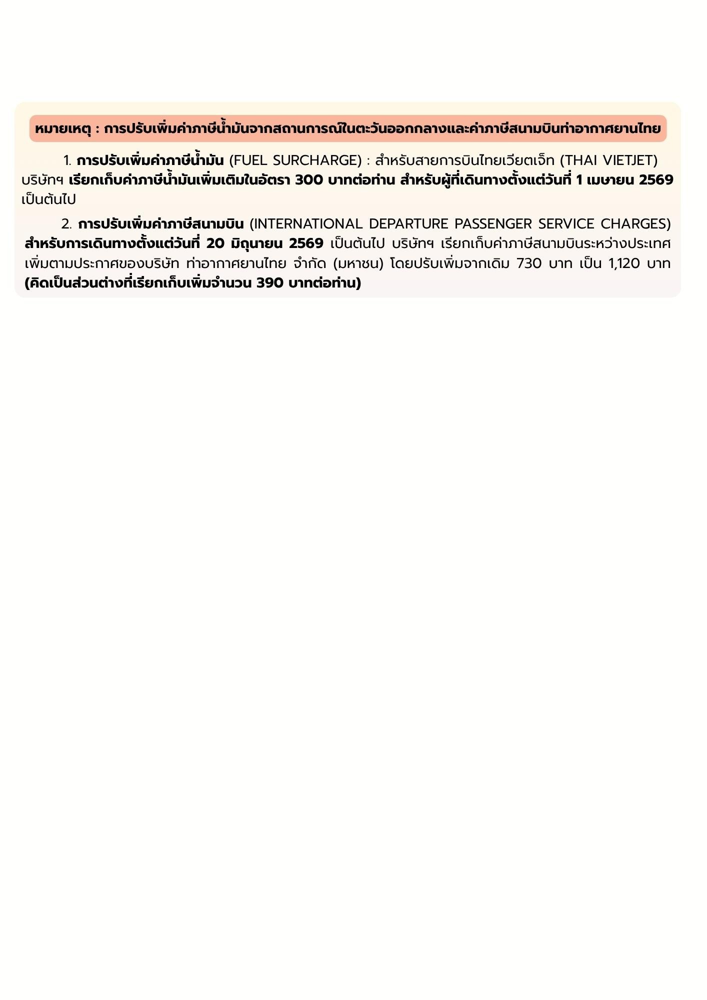 หมายเหตุ : การปรับเพิ่มค่าภาษีน้ำมันจากสถานการณ์ในตะวันออกกลางและค่าภาษีสนามบินท่าอากาศยานไทย
1. การปรับเพิ่มค่าภาษีน้ำมัน (FUEL SURCHARGE) : สำหรับสายการบินไทยเวียตเจ็ท (THAI VIETJET)
บริษัทฯ เรียกเก็บค่าภาษีน้ำมันเพิ่มเติมในอัตรา 300 บาทต่อท่าน สำหรับผู้ที่เดินทางตั้งแต่วันที่ 1 เมษายน 2569
เป็นต้นไป
2. การปรับเพิ่มค่าภาษีสนามบิน (INTERNATIONAL DEPARTURE PASSENGER SERVICE CHARGES)
สำหรับการเดินทางตั้งแต่วันที่ 20 มิถุนายน 2569 เป็นต้นไป บริษัทฯ เรียกเก็บค่าภาษีสนามบินระหว่างประเทศ
เพิ่มตามประกาศของบริษัท ท่าอากาศยานไทย จำกัด (มหาชน) โดยปรับเพิ่มจากเดิม 730 บาท เป็น 1,120 บาท
(คิดเป็นส่วนต่างที่เรียกเก็บเพิ่มจำนวน 390 บาทต่อท่าน)